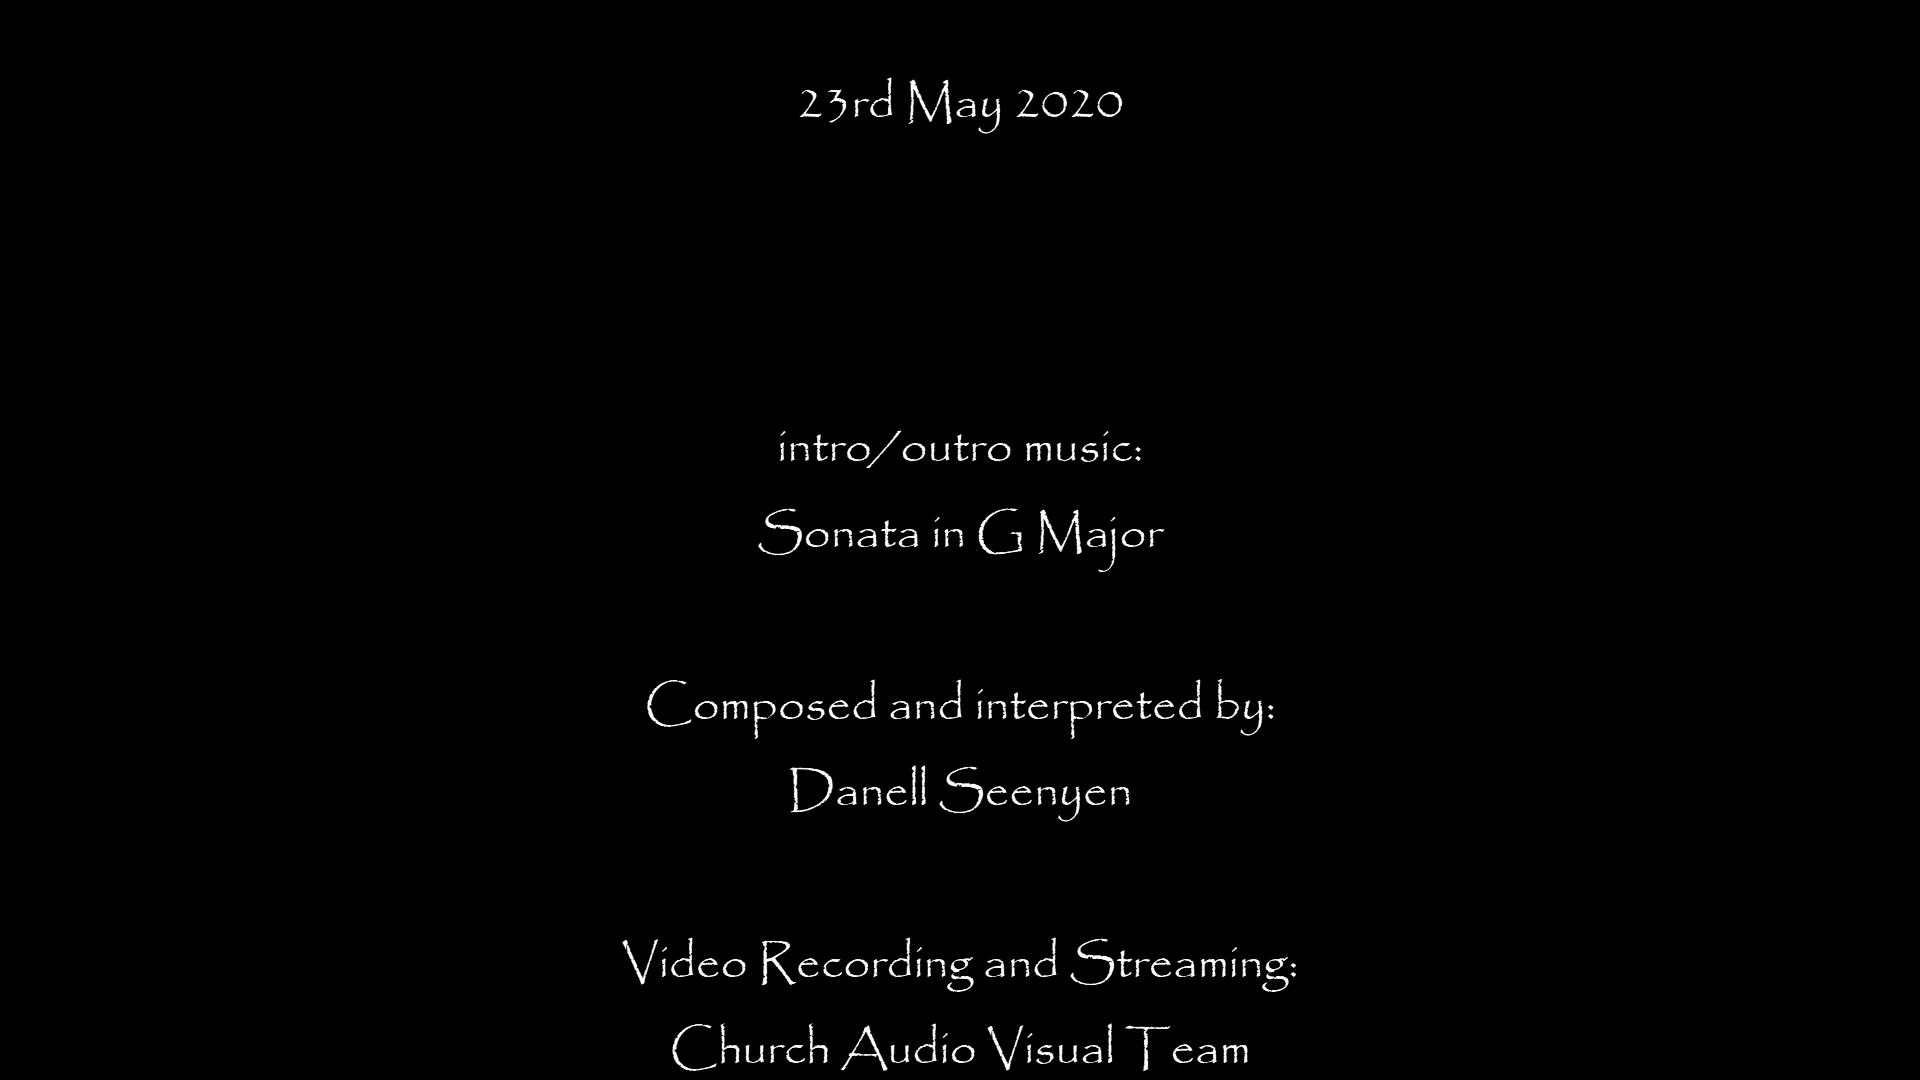 23rd May 2020
intro/outro music:
Sonata in G Major
Composed and interpreted by:
Danell Seenyen
Video Recording and Streaming:
Church Audio Visual Team